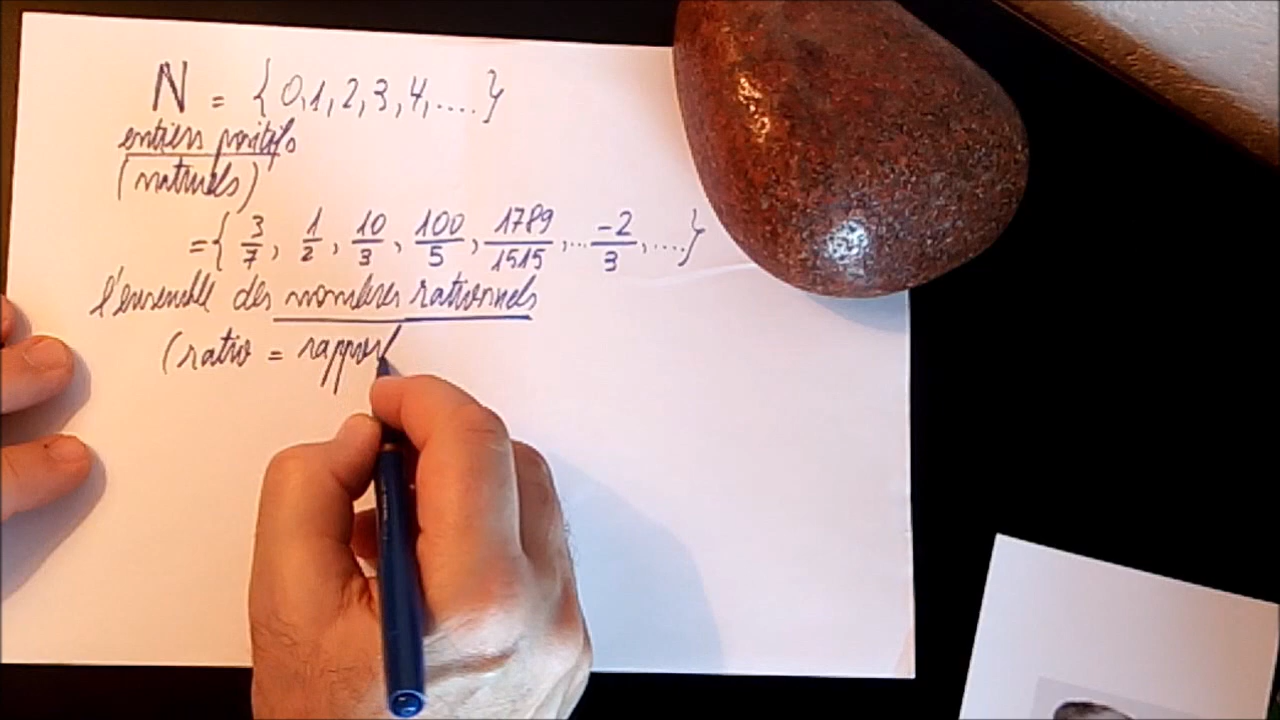 N = { 0, 1, 2, 3, 4, .... }
entiers positifs
(naturels)
= { 3/7, 1/2, 10/3, 100/5, 1789/1515, ... -2/3, .... }
l'ensemble des nombres rationnels
(ratio = rapport